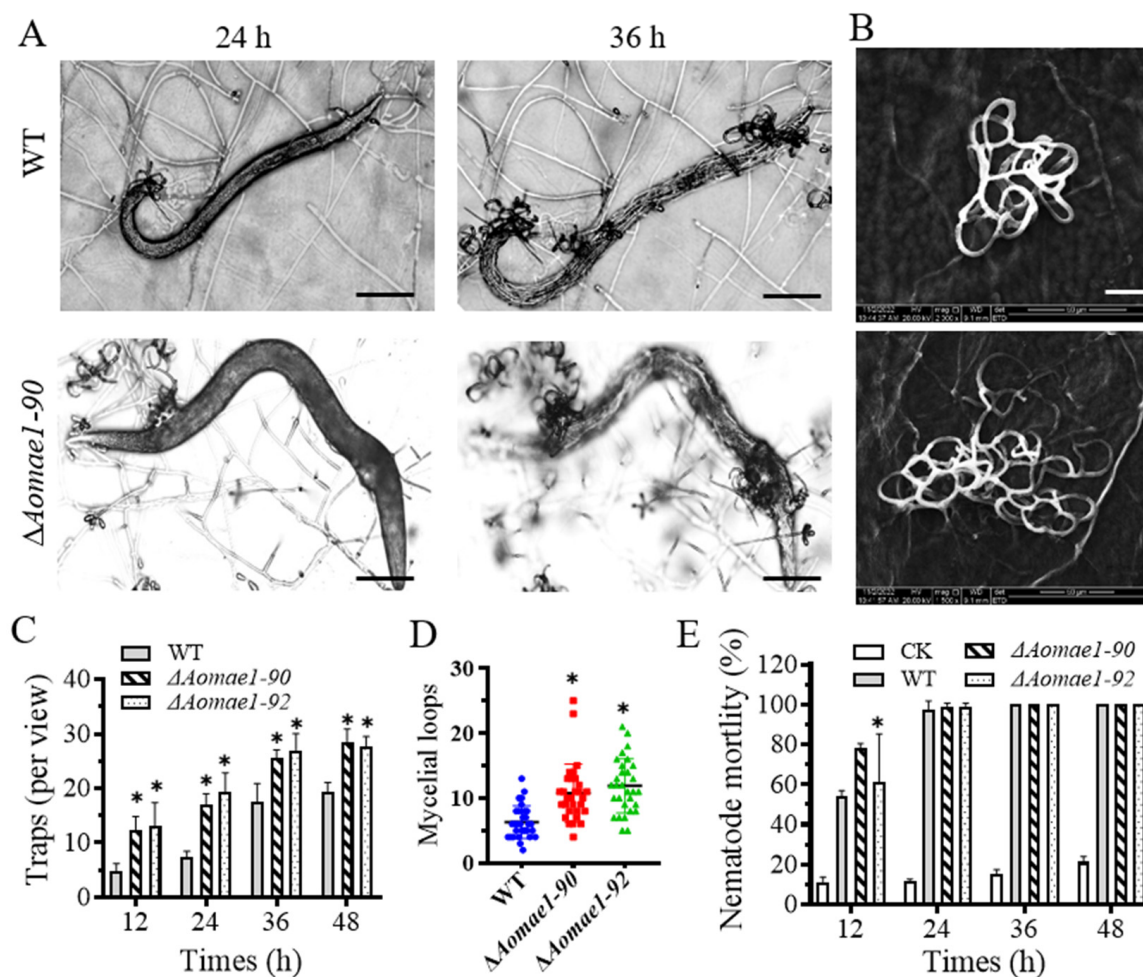 A
24 h
36 h
B
WT
ΔAomae1-90
C
WT
ΔAomae1-90
ΔAomae1-92
Traps (per view)
40
30
20
10
0
* * * * * * * *
12 24 36 48
Times (h)
D
Mycelial loops
30
20
10
0
* *
WT
ΔAomae1-90
ΔAomae1-92
E
CK
WT
ΔAomae1-90
ΔAomae1-92
Nematode mortlity (%)
120
100
80
60
40
20
0
*
12 24 36 48
Times (h)